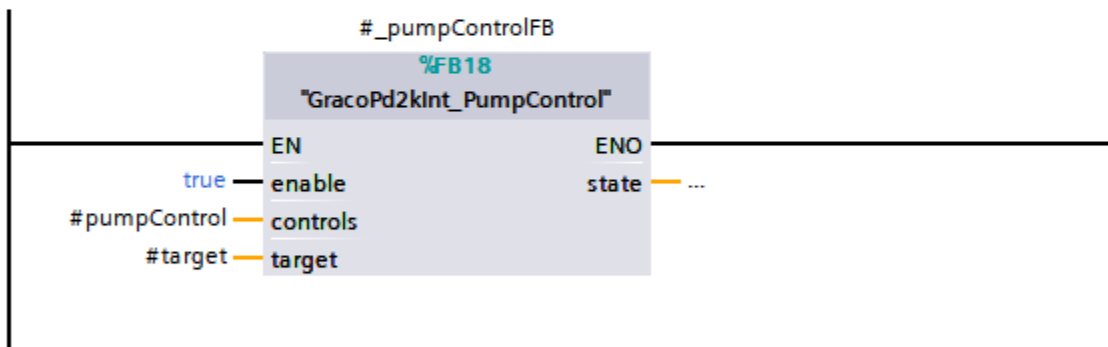 #_pumpControlFB
%FB18
"GracoPd2kInt_PumpControl"
EN ENO
true enable state ...
#pumpControl controls
#target target